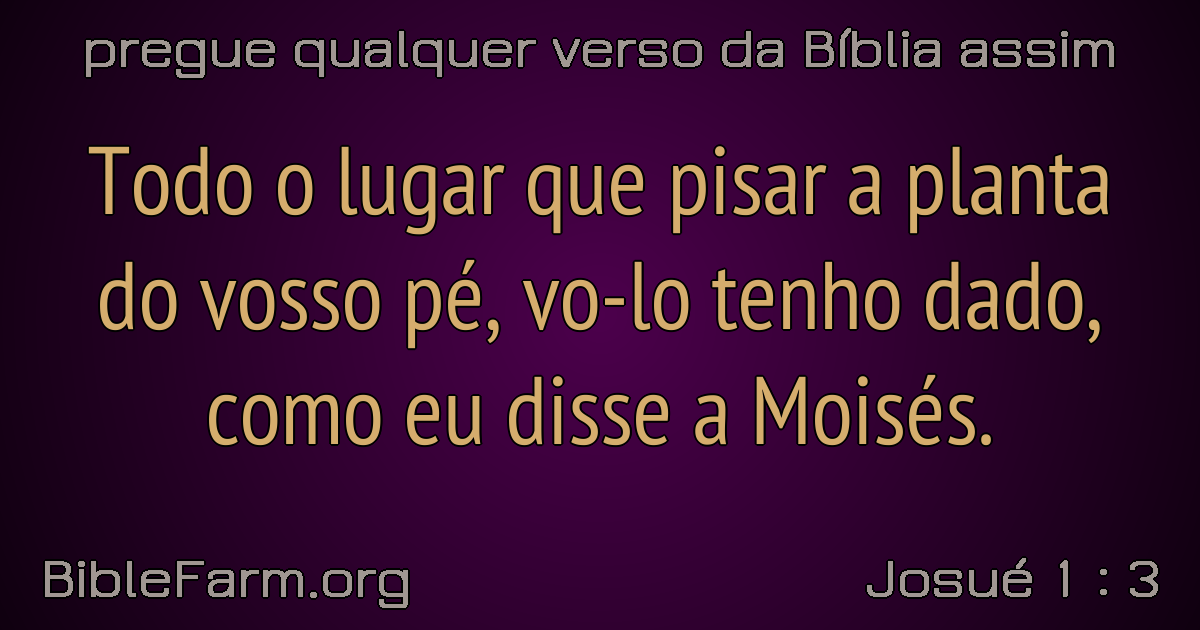 pregue qualquer verso da Bíblia assim
Todo o lugar que pisar a planta
do vosso pé, vo-lo tenho dado,
como eu disse a Moisés.
BibleFarm.org
Josué 1 : 3